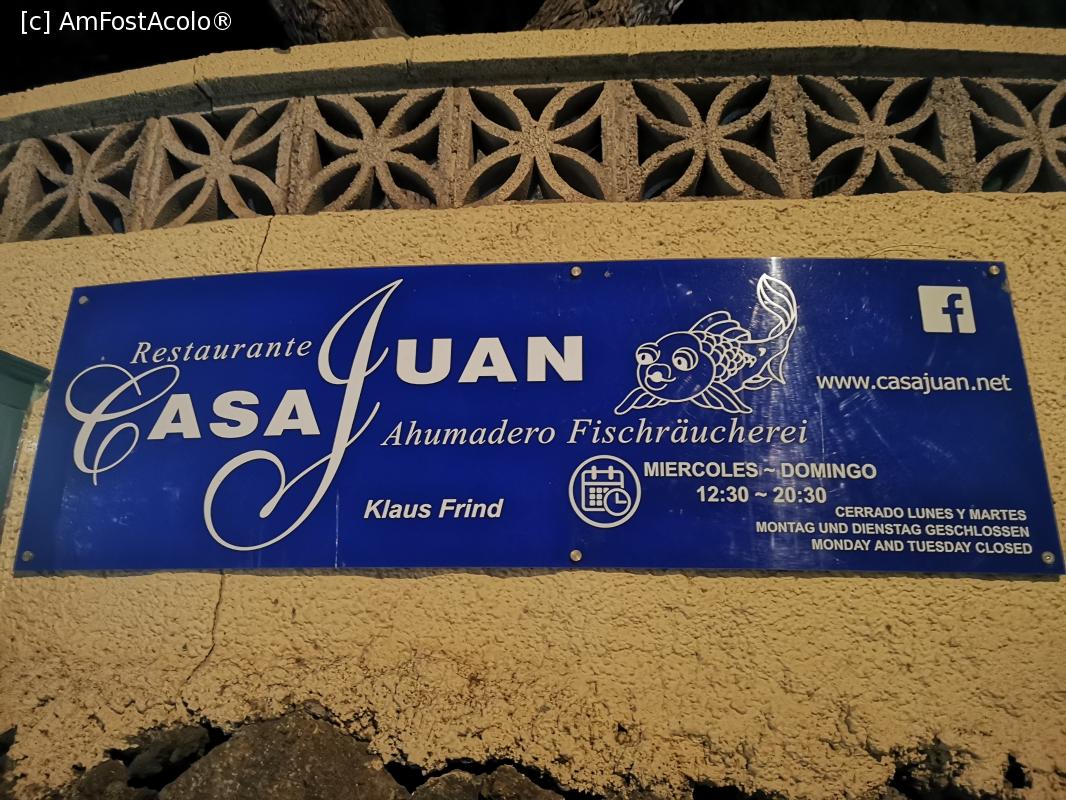 [c] AmFostAcolo®
Restaurante
CASA JUAN
Ahumadero Fischräucherei
Klaus Frind
f
www.casajuan.net
MIERCOLES ~ DOMINGO
12:30 ~ 20:30
CERRADO LUNES Y MARTES
MONTAG UND DIENSTAG GESCHLOSSEN
MONDAY AND TUESDAY CLOSED